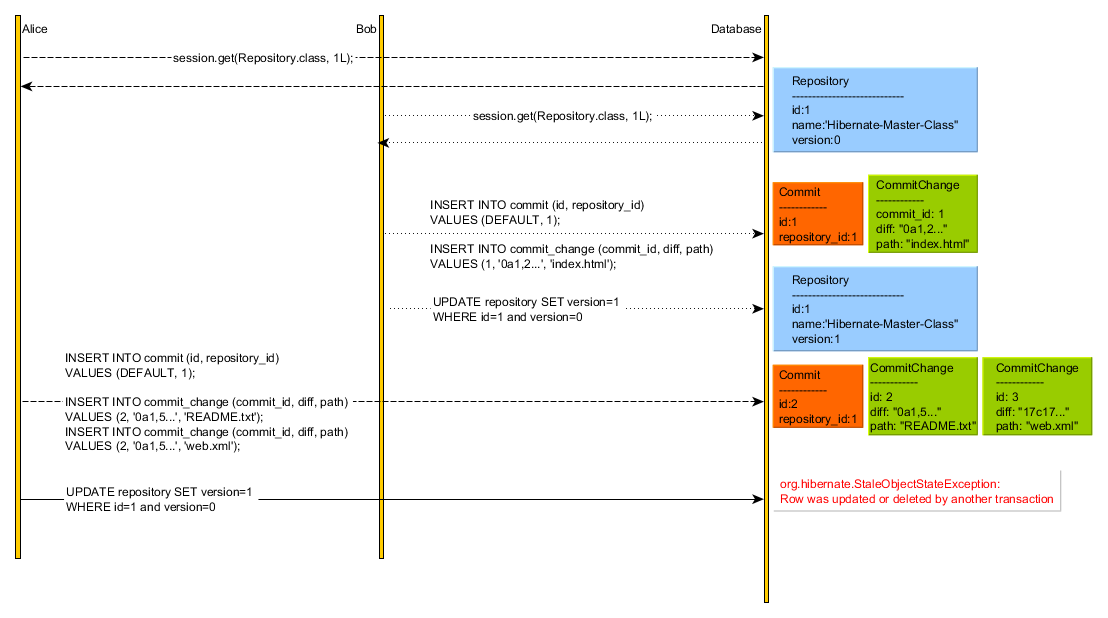 Alice
Bob
Database
session.get(Repository.class, 1L);
Repository
----------------------------
id:1
name:'Hibernate-Master-Class"
version:0
session.get(Repository.class, 1L);
INSERT INTO commit (id, repository_id)
VALUES (DEFAULT, 1);
INSERT INTO commit_change (commit_id, diff, path)
VALUES (1, '0a1,2...', 'index.html');
Commit
------------
id:1
repository_id:1
CommitChange
------------
commit_id: 1
diff: "0a1,2..."
path: "index.html"
UPDATE repository SET version=1
WHERE id=1 and version=0
Repository
----------------------------
id:1
name:'Hibernate-Master-Class"
version:1
INSERT INTO commit (id, repository_id)
VALUES (DEFAULT, 1);
INSERT INTO commit_change (commit_id, diff, path)
VALUES (2, '0a1,5...', 'README.txt');
INSERT INTO commit_change (commit_id, diff, path)
VALUES (2, '0a1,5...', 'web.xml');
Commit
------------
id:2
repository_id:1
CommitChange
------------
id: 2
diff: "0a1,5..."
path: "README.txt"
CommitChange
------------
id: 3
diff: "17c17..."
path: "web.xml"
UPDATE repository SET version=1
WHERE id=1 and version=0
org.hibernate.StaleObjectStateException:
Row was updated or deleted by another transaction